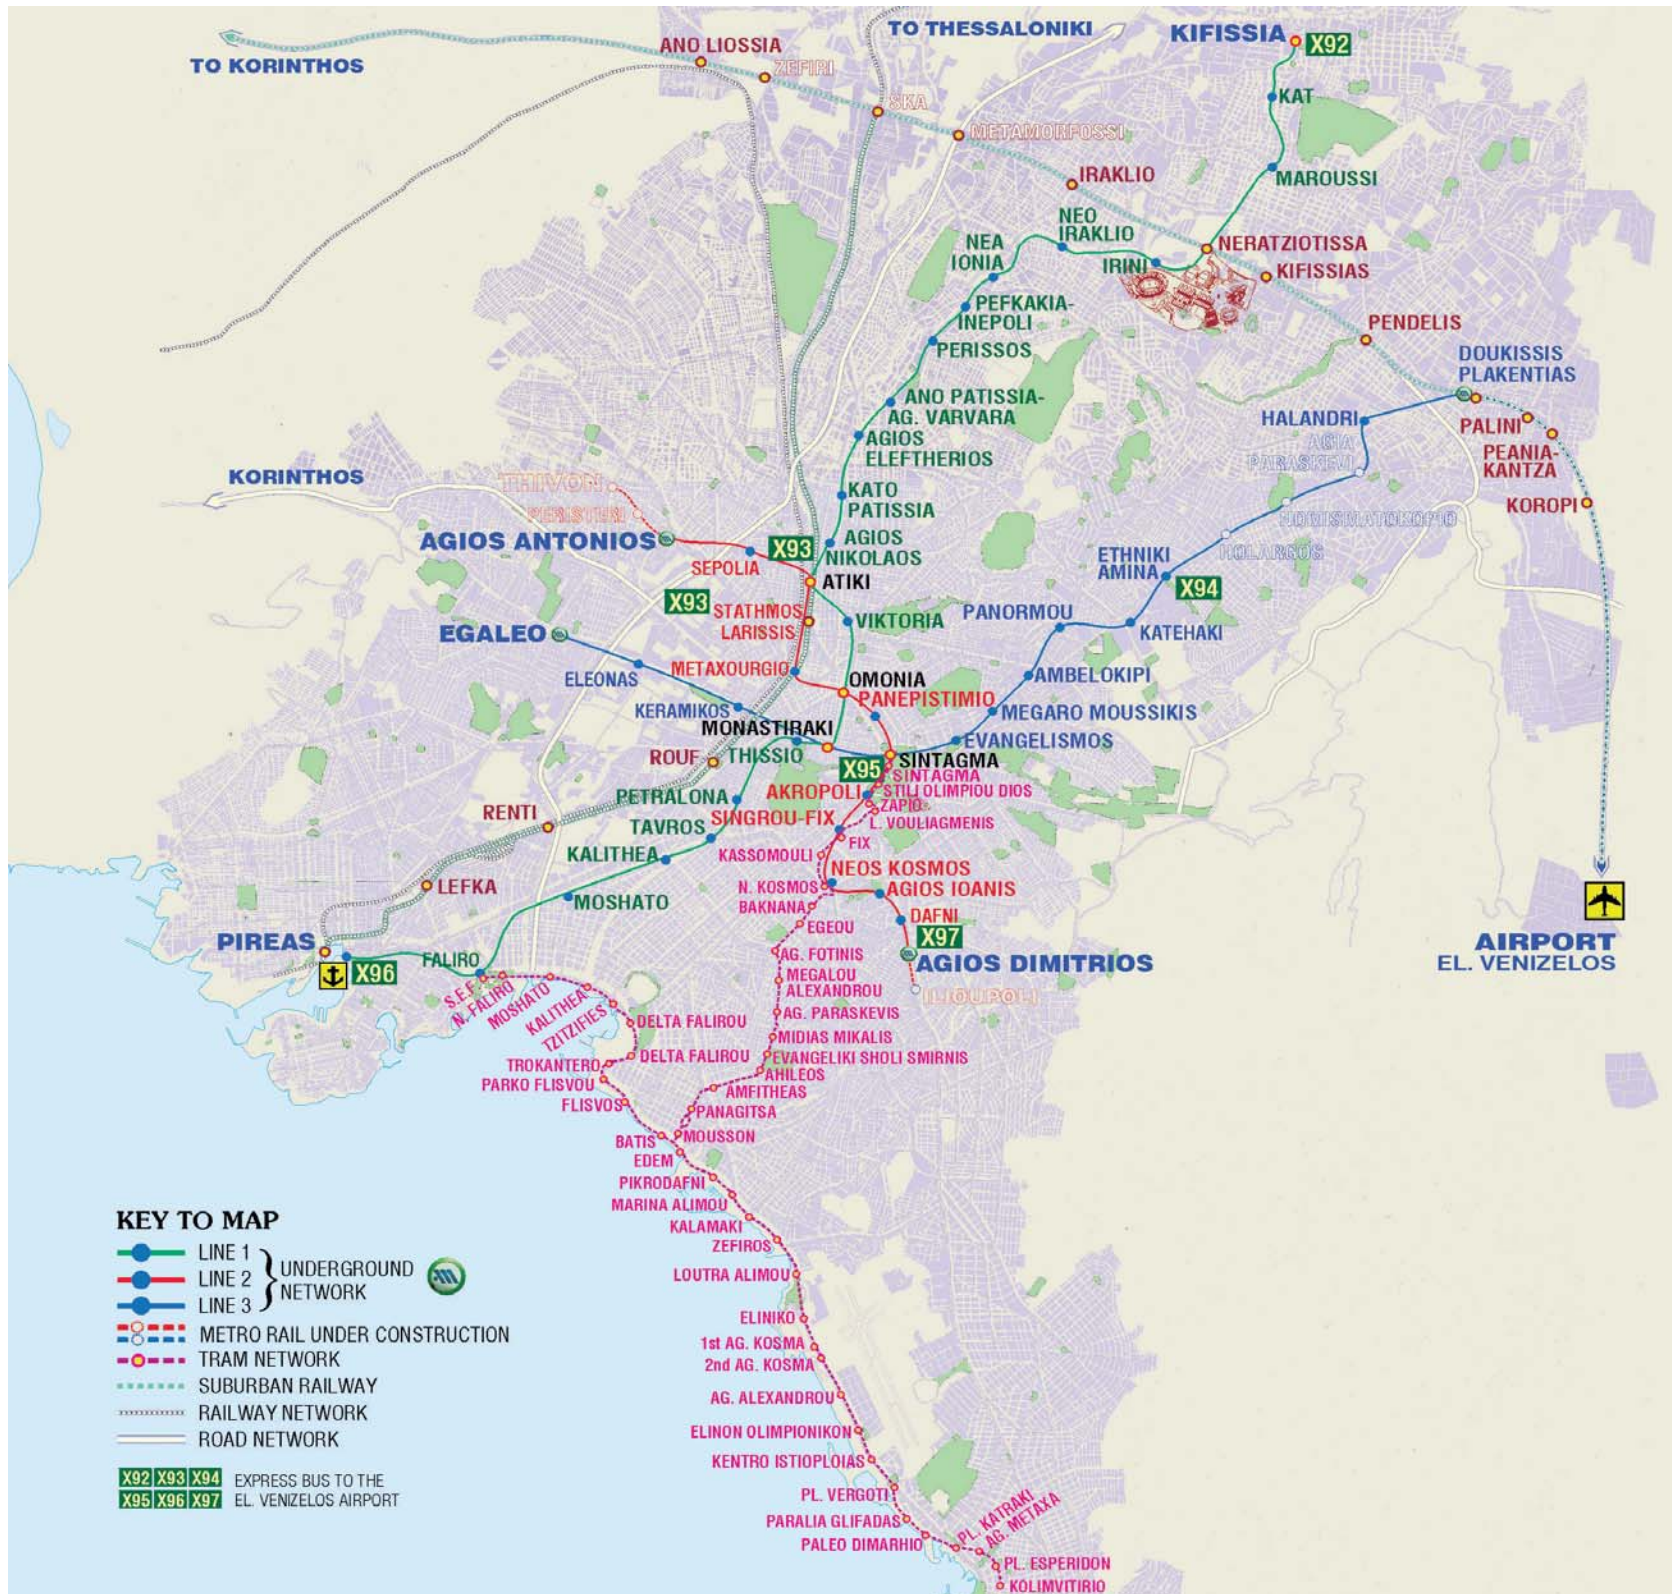 TO THESSALONIKI
KIFISSIA
X92
ANO LIOSSIA
TO KORINTHOS
ZEFIRI
KAT
SKA
METAMORFOSSI
IRAKLIO
MAROUSSI
NEO
IRAKLIO
NEA
IONIA
NERATZIOTISSA
IRINI
KIFISSIAS
PEFKAKIA-
INEPOLI
PENDELIS
PERISSOS
DOUKISSIS
PLAKENTIAS
ANO PATISSIA-
AG. VARVARA
HALANDRI
PALINI
AGIA
PARASKEVI
AGIOS
ELEFTHERIOS
PEANIA-
KANTZA
KORINTHOS
THIVON
KATO
PATISSIA
KOROPI
PERISTERI
NOMISMATOKOPIO
AGIOS ANTONIOS
X93
AGIOS
NIKOLAOS
HOLARGOS
SEPOLIA
ETHNIKI
AMINA
ATIKI
X94
X93
STATHMOS
LARISSIS
VIKTORIA
PANORMOU
EGALEO
KATEHAKI
METAXOURGIO
ELEONAS
OMONIA
AMBELOKIPI
PANEPISTIMIO
KERAMIKOS
MEGARO MOUSSIKIS
MONASTIRAKI
EVANGELISMOS
ROUF
THISSIO
SINTAGMA
X95
SINTAGMA
AKROPOLI
STILI OLIMPIOU DIOS
PETRALONA
ZAPIO
RENTI
SINGROU-FIX
L. VOULIAGMENIS
TAVROS
FIX
KALITHEA
KASSOMOULI
NEOS KOSMOS
LEFKA
N. KOSMOS
AGIOS IOANIS
MOSHATO
BAKNANA
DAFNI
EGEOU
PIREAS
X97
AIRPORT
EL. VENIZELOS
FALIRO
AG. FOTINIS
AGIOS DIMITRIOS
X96
MEGALOU
ALEXANDROU
ILIOUPOLI
S.E.F.
N. FALIRO
MOSHATO
KALITHEA
TZITZIFIES
AG. PARASKEVIS
DELTA FALIROU
MIDIAS MIKALIS
DELTA FALIROU
EVANGELIKI SHOLI SMIRNIS
TROKANTERO
AHILEOS
PARKO FLISVOU
AMFITHEAS
FLISVOS
PANAGITSA
BATIS
MOUSSON
EDEM
PIKRODAFNI
MARINA ALIMOU
KALAMAKI
ZEFIROS
LOUTRA ALIMOU
ELINIKO
1st AG. KOSMA
2nd AG. KOSMA
AG. ALEXANDROU
ELINON OLIMPIONIKON
KENTRO ISTIOPLOIAS
PL. VERGOTI
PARALIA GLIFADAS
PALEO DIMARHIO
PL. KATRAKI
AG. METAXA
PL. ESPERIDON
KOLIMVITIRIO
KEY TO MAP
LINE 1
LINE 2
LINE 3
UNDERGROUND
NETWORK
METRO RAIL UNDER CONSTRUCTION
TRAM NETWORK
SUBURBAN RAILWAY
RAILWAY NETWORK
ROAD NETWORK
X92 X93 X94
X95 X96 X97
EXPRESS BUS TO THE
EL. VENIZELOS AIRPORT